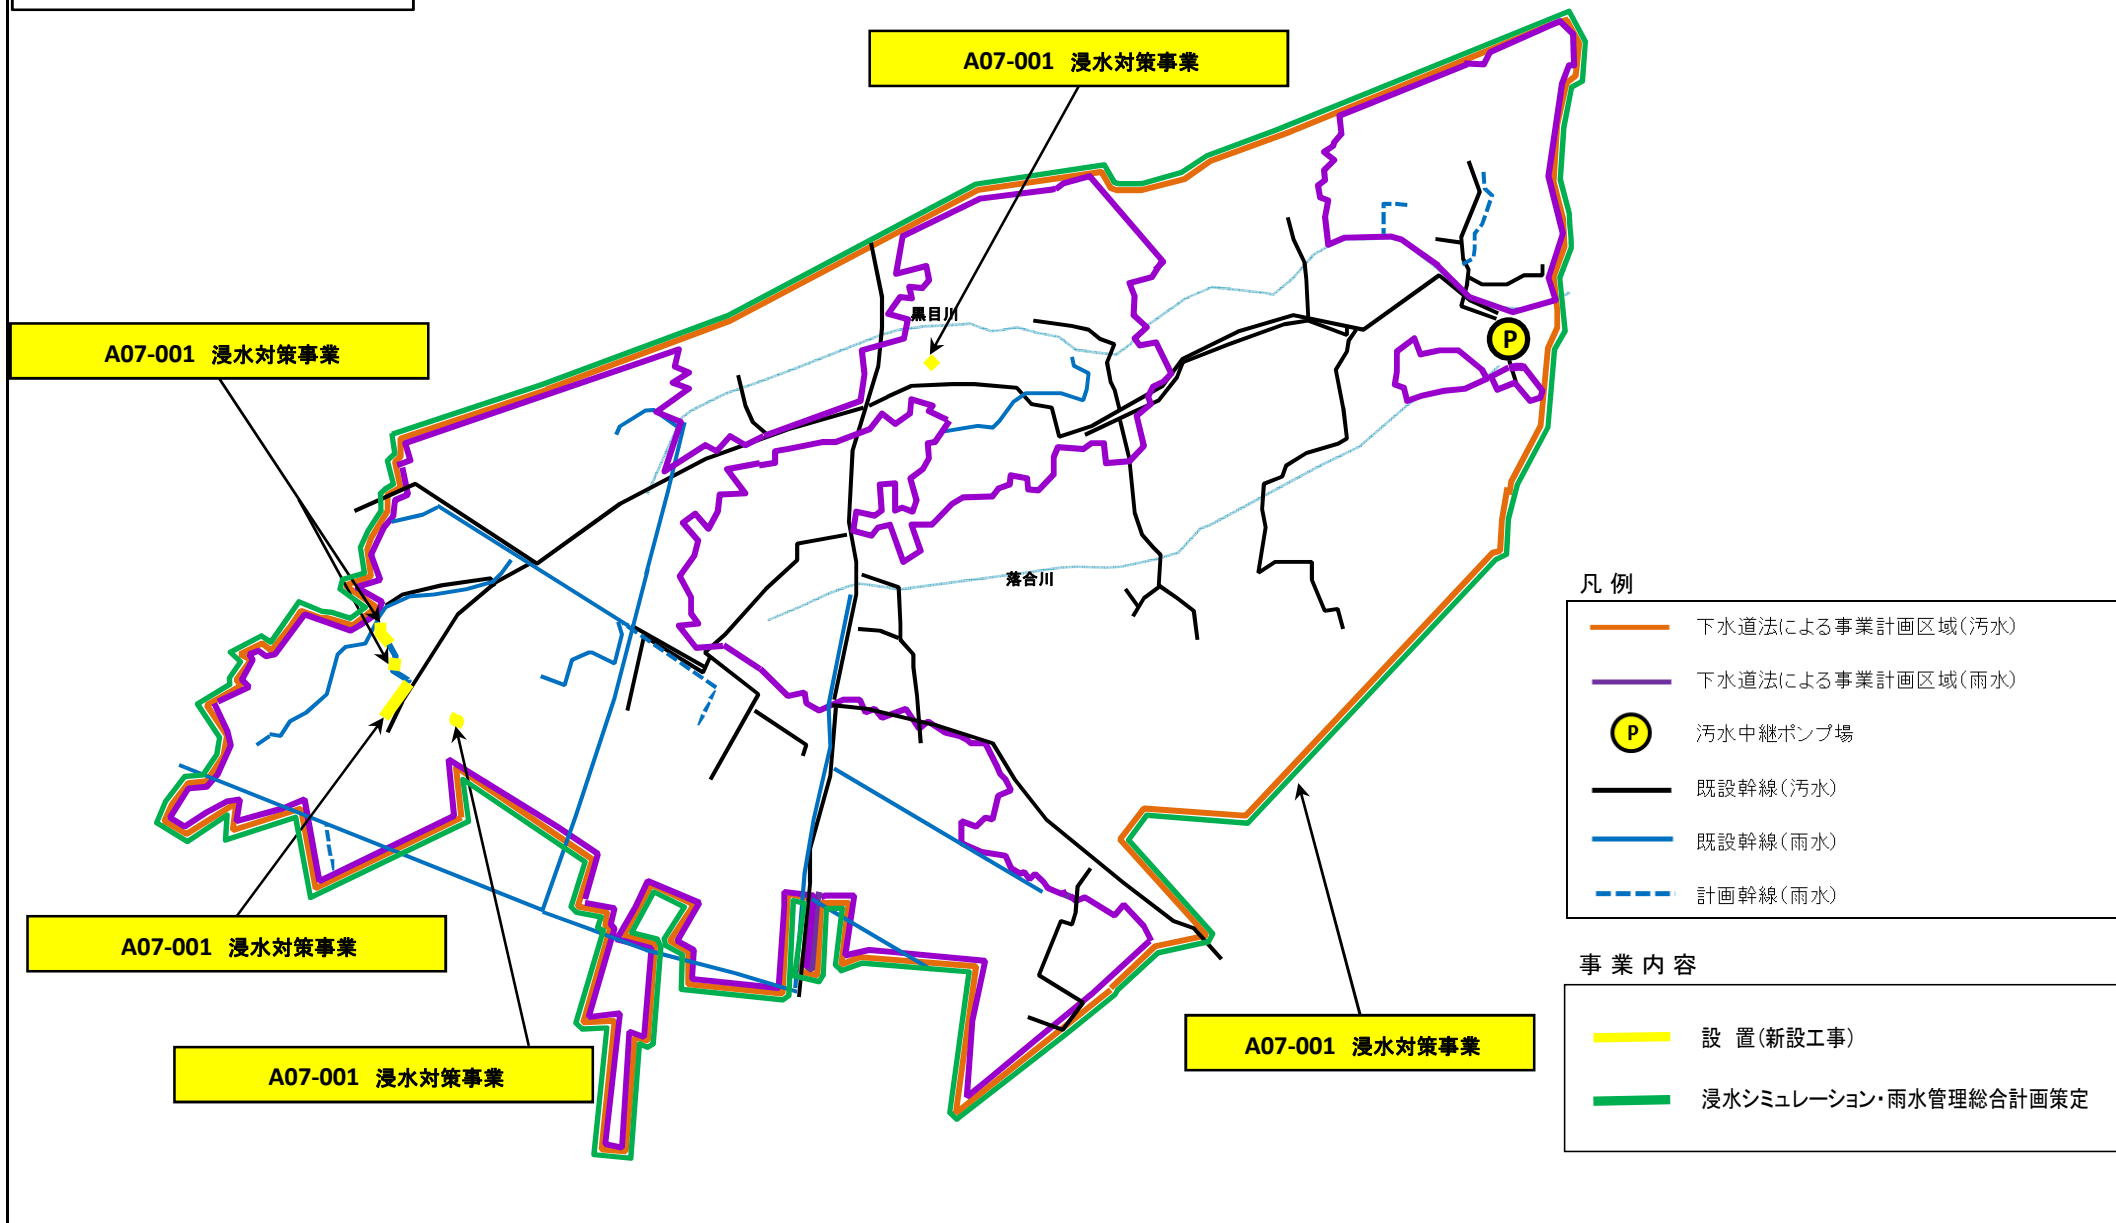 A07-001 浸水対策事業
黒目川
A07-001 浸水対策事業
P
落合川
凡 例
下水道法による事業計画区域(汚水)
下水道法による事業計画区域(雨水)
P 汚水中継ポンプ場
既設幹線(汚水)
既設幹線(雨水)
計画幹線(雨水)
A07-001 浸水対策事業
事 業 内 容
A07-001 浸水対策事業
設 置(新設工事)
A07-001 浸水対策事業
浸水シミュレーション・雨水管理総合計画策定